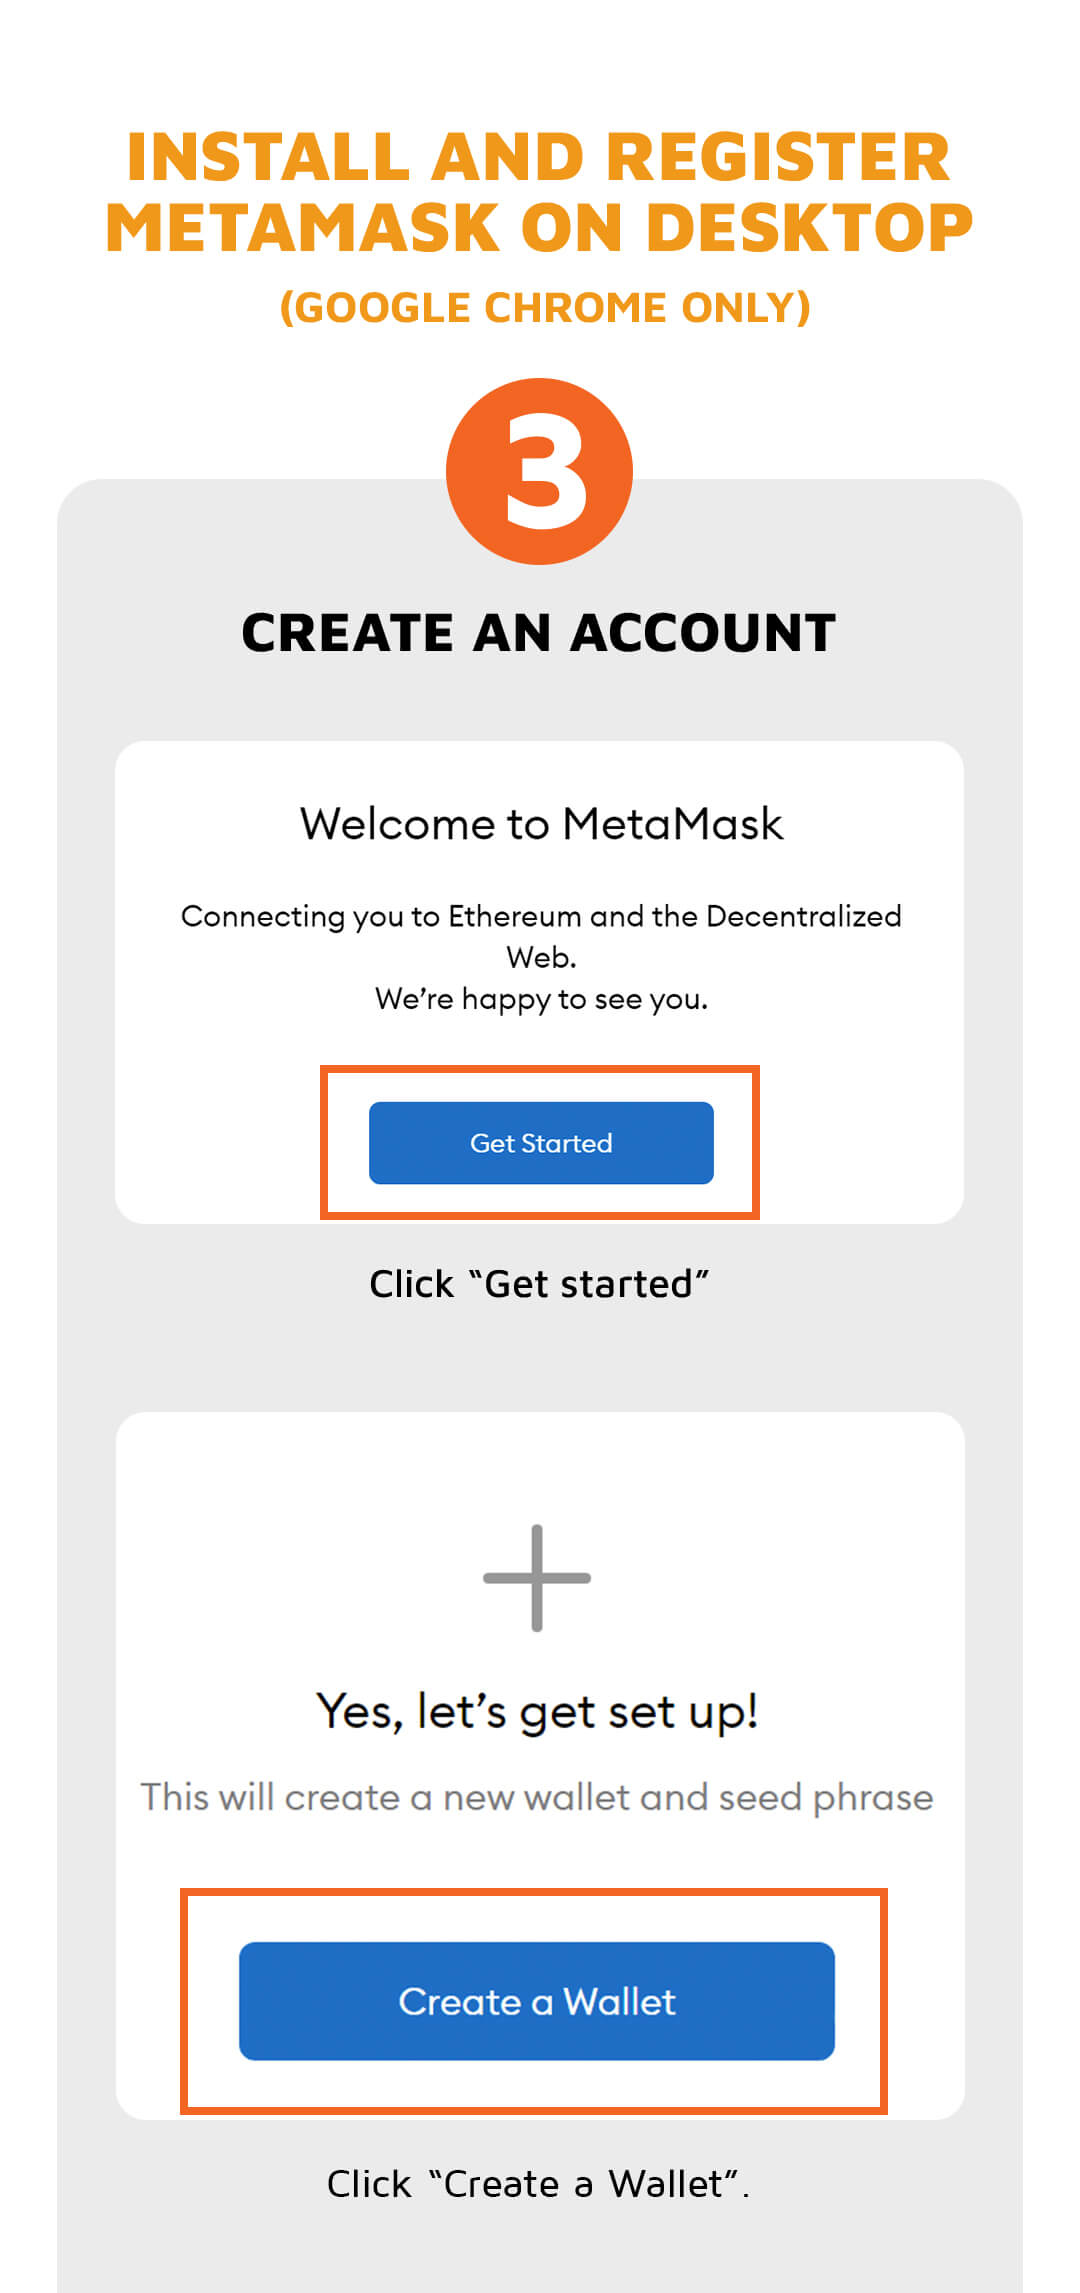 INSTALL AND REGISTER
METAMASK ON DESKTOP
(GOOGLE CHROME ONLY)
3
CREATE AN ACCOUNT
Welcome to MetaMask
Connecting you to Ethereum and the Decentralized
Web.
We’re happy to see you.
Get Started
Click “Get started”
Yes, let’s get set up!
This will create a new wallet and seed phrase
Create a Wallet
Click “Create a Wallet”.